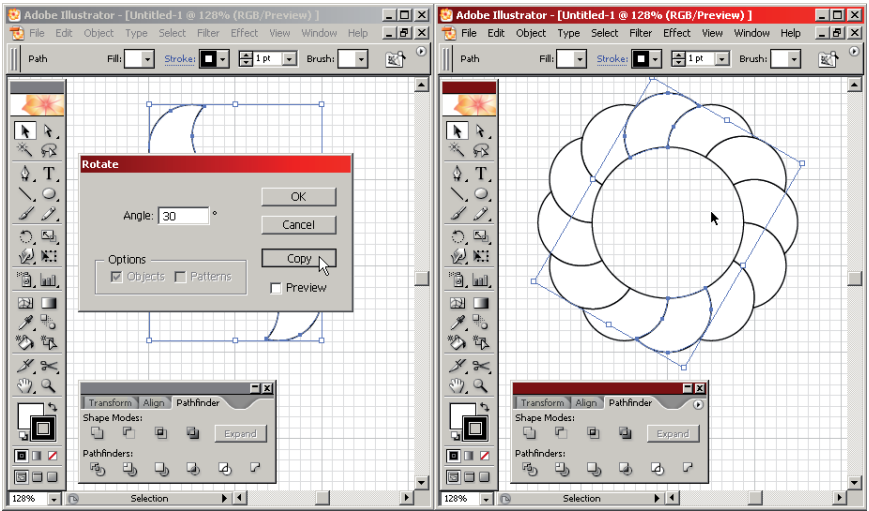 Adobe Illustrator - [Untitled-1 @ 128% (RGB/Preview) ]
File Edit Object Type Select Filter Effect View Window Help
Path Fill: Stroke: 1 pt Brush:
Rotate
Angle: 30 °
OK
Cancel
Options
Objects Patterns
Copy
Preview
T
Transform Align Pathfinder
Shape Modes:
Expand
Pathfinders:
128% Selection
Adobe Illustrator - [Untitled-1 @ 128% (RGB/Preview) ]
File Edit Object Type Select Filter Effect View Window Help
Path Fill: Stroke: 1 pt Brush:
T
Transform Align Pathfinder
Shape Modes:
Expand
Pathfinders:
128% Selection